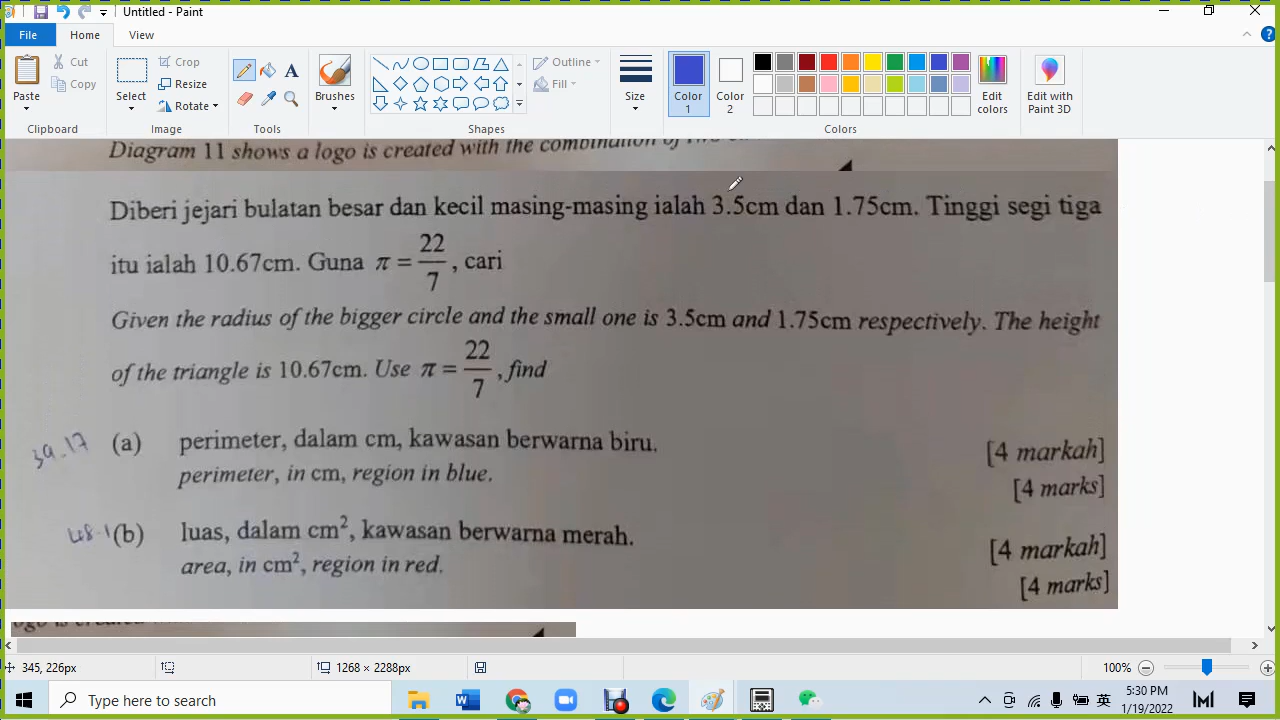 Untitled - Paint
File Home View
Paste
Cut
Copy
Clipboard
Select
Crop
Resize
Rotate
Image
A
Tools
Brushes
Shapes
Outline
Fill
Size
Color 1
Color 2
Edit colors
Colors
Edit with Paint 3D
Diagram 11 shows a logo is created with the combination of
Diberi jejari bulatan besar dan kecil masing-masing ialah 3.5cm dan 1.75cm. Tinggi segi tiga
itu ialah 10.67cm. Guna π = 22/7, cari
Given the radius of the bigger circle and the small one is 3.5cm and 1.75cm respectively. The height
of the triangle is 10.67cm. Use π = 22/7, find
39.17 (a) perimeter, dalam cm, kawasan berwarna biru. [4 markah]
perimeter, in cm, region in blue. [4 marks]
(b) luas, dalam cm², kawasan berwarna merah. [4 markah]
area, in cm², region in red. [4 marks]
345, 226px
1268 × 2288px
100%
Type here to search
英
5:30 PM
1/19/2022